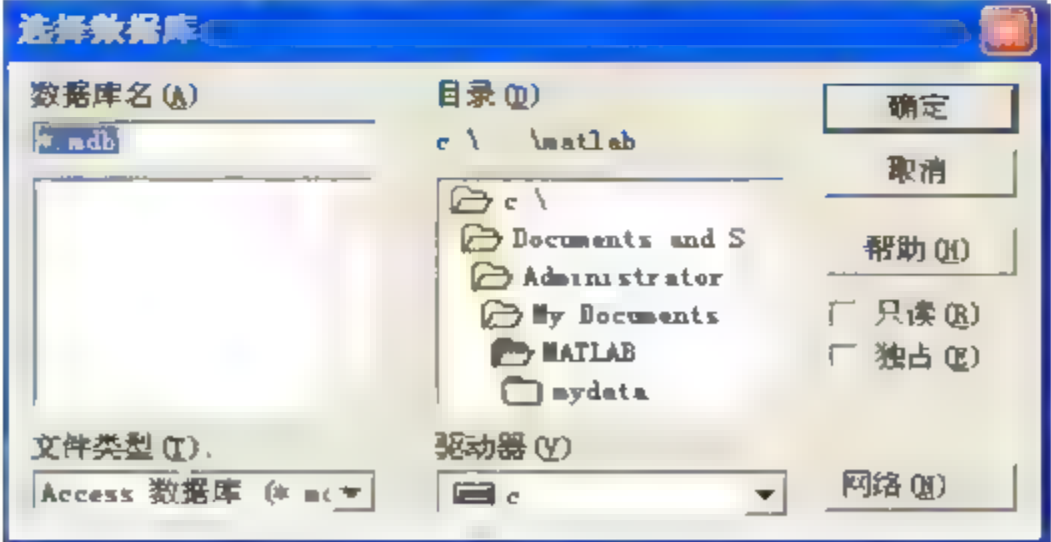 选择数据库
数据库名(A)
*.mdb
目录(D)
c \ \matlab
c \
Documents and S
Administrator
My Documents
MATLAB
mydata
文件类型(T).
Access 数据库 (* m
驱动器(V)
c
确定
取消
帮助(H)
只读(R)
独占(E)
网络(N)